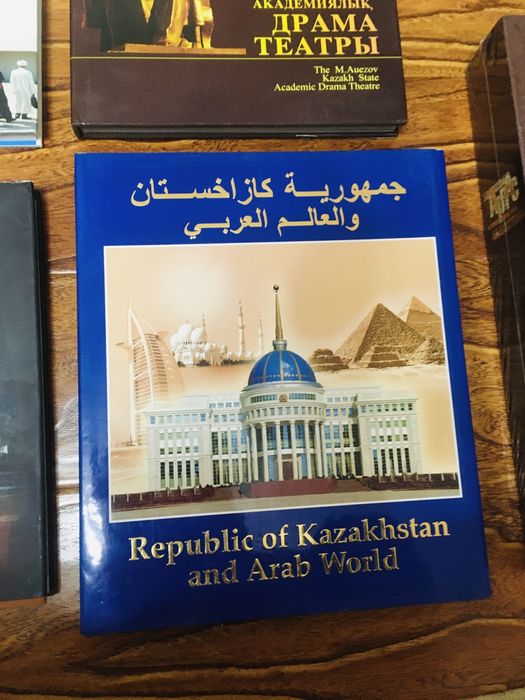 АКАДЕМИЯЛЫҚ
ДРАМА
ТЕАТРЫ
The M.Auezov
Kazakh State
Academic Drama Theatre
جمهورية كازاخستان
والعالم العربي
Republic of Kazakhstan
and Arab World